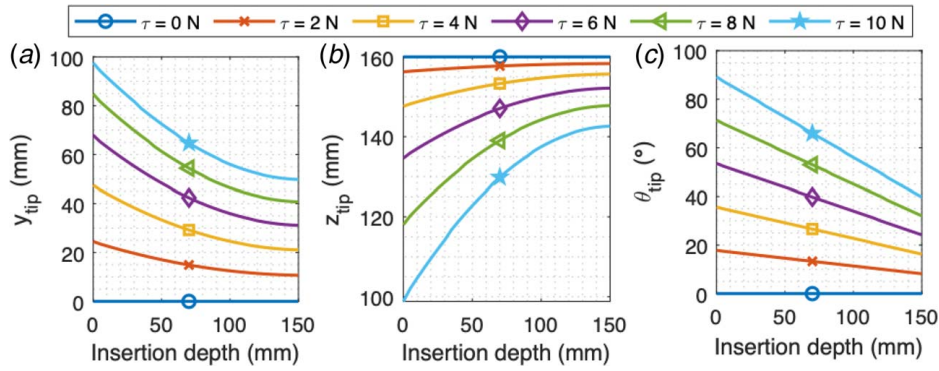 τ = 0 N τ = 2 N τ = 4 N τ = 6 N τ = 8 N τ = 10 N
(a)
100
80
60
40
20
0
y_tip (mm)
0 50 100 150
Insertion depth (mm)
(b)
160
140
120
100
z_tip (mm)
0 50 100 150
Insertion depth (mm)
(c)
100
80
60
40
20
0
θ_tip (°)
0 50 100 150
Insertion depth (mm)